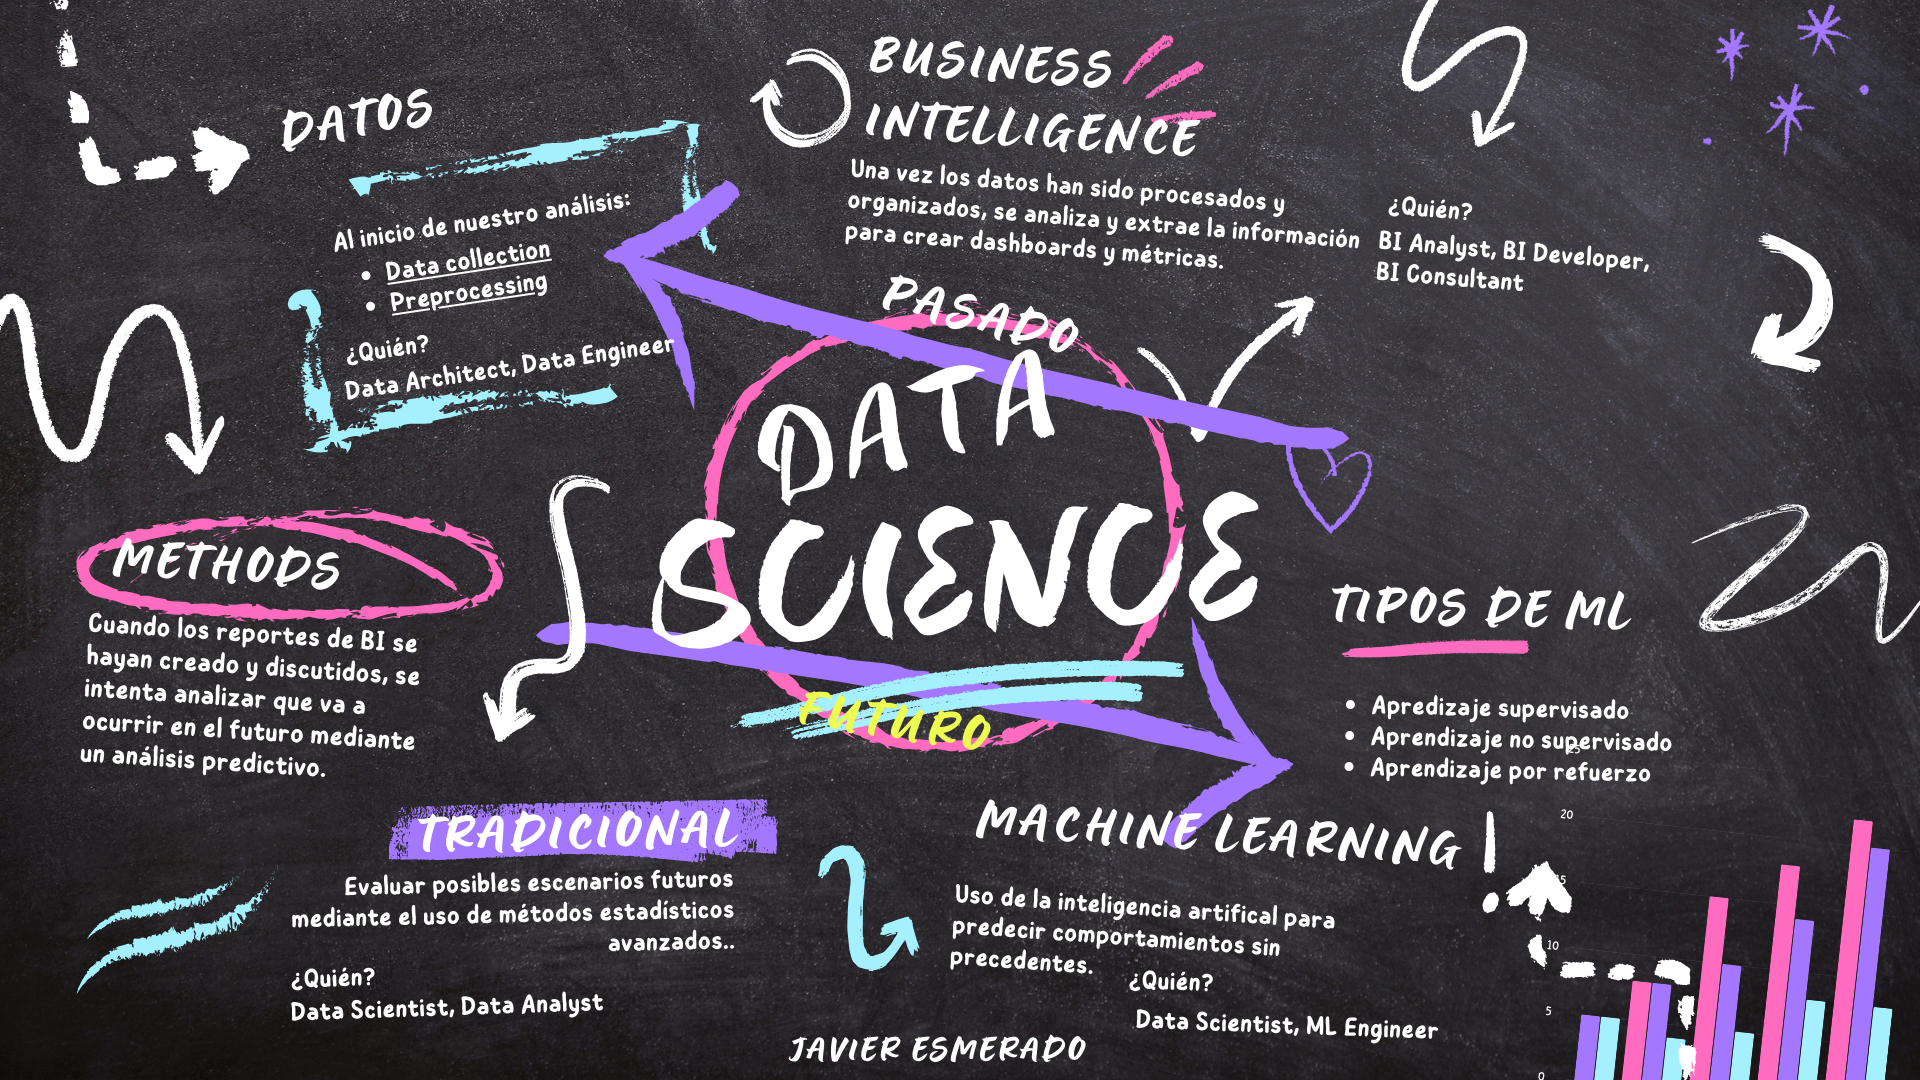 DATOS
Al inicio de nuestro análisis:
• Data collection
• Preprocessing
¿Quién?
Data Architect, Data Engineer
BUSINESS
INTELLIGENCE
Una vez los datos han sido procesados y
organizados, se analiza y extrae la información
para crear dashboards y métricas.
¿Quién?
BI Analyst, BI Developer,
BI Consultant
PASADO
DATA
SCIENCE
FUTURO
METHODS
Cuando los reportes de BI se
hayan creado y discutidos, se
intenta analizar que va a
ocurrir en el futuro mediante
un análisis predictivo.
TIPOS DE ML
• Apredizaje supervisado
• Aprendizaje no supervisado
• Aprendizaje por refuerzo
TRADICIONAL
Evaluar posibles escenarios futuros
mediante el uso de métodos estadísticos
avanzados..
¿Quién?
Data Scientist, Data Analyst
MACHINE LEARNING
Uso de la inteligencia artifical para
predecir comportamientos sin
precedentes.
¿Quién?
Data Scientist, ML Engineer
25
20
15
10
5
0
JAVIER ESMERADO